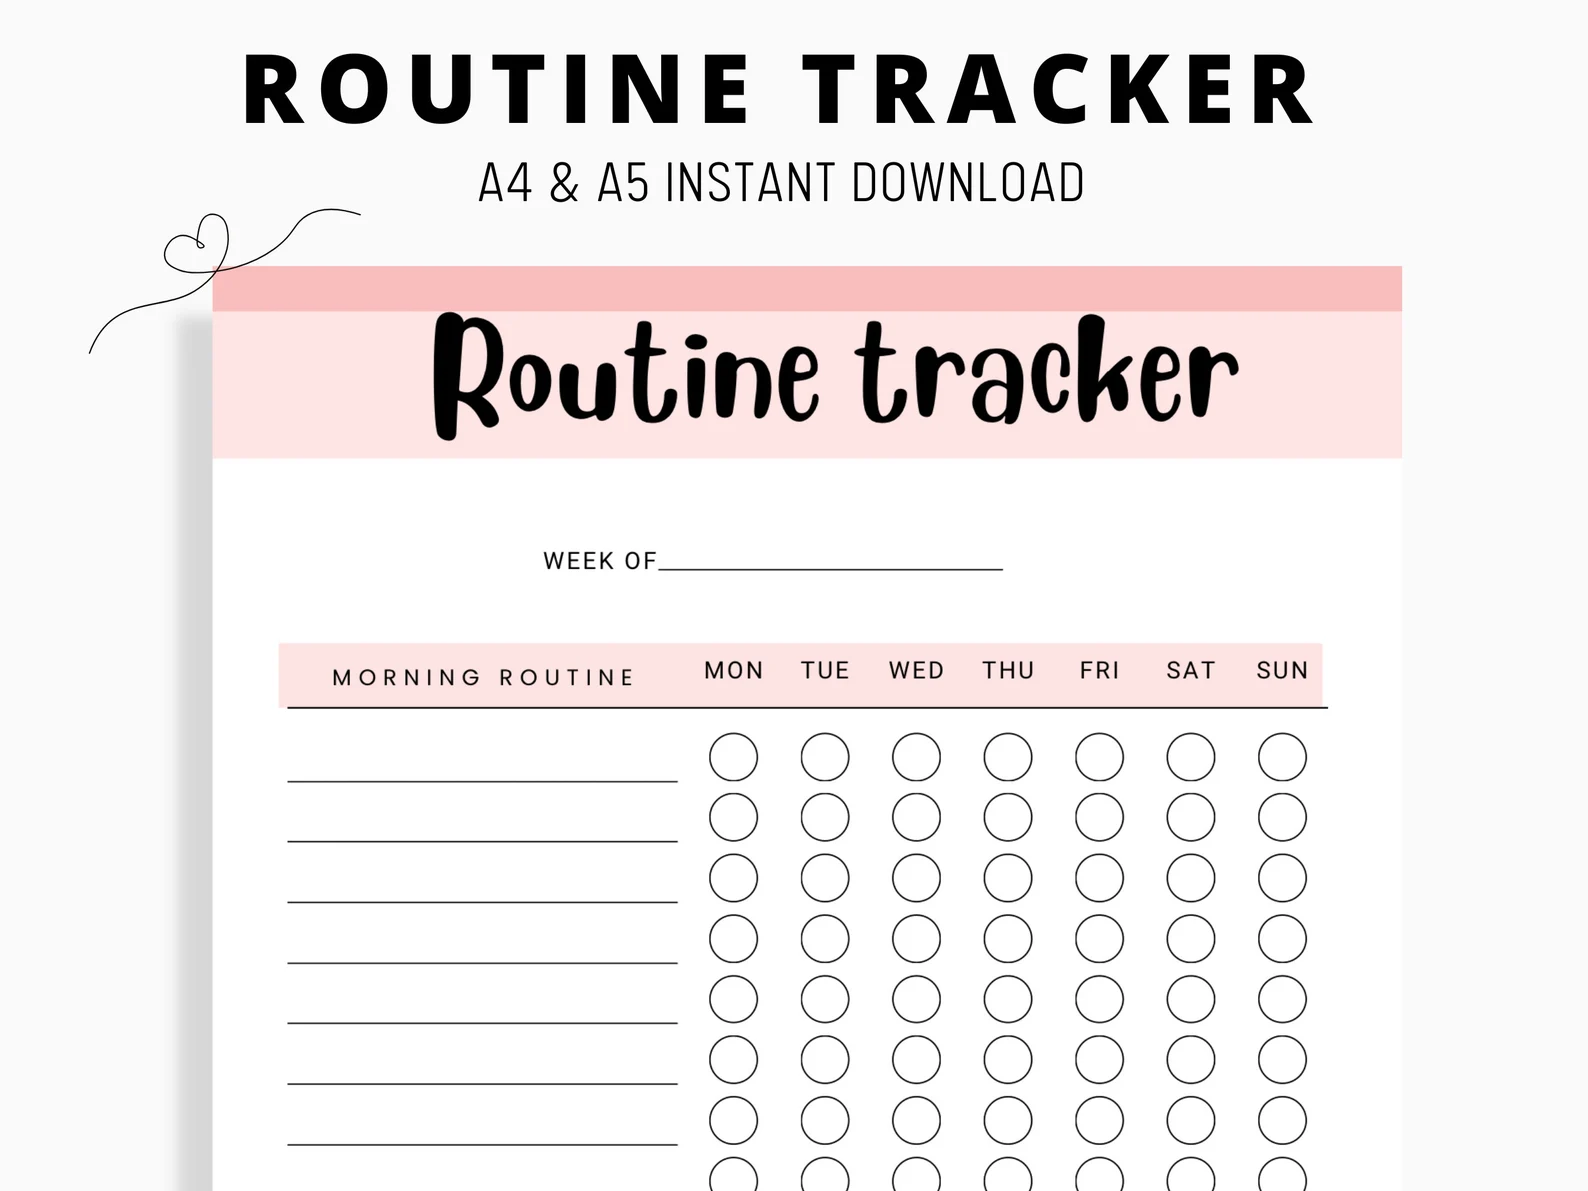 ROUTINE TRACKER
A4 & A5 INSTANT DOWNLOAD
Routine tracker
WEEK OF
MORNING ROUTINE MON TUE WED THU FRI SAT SUN